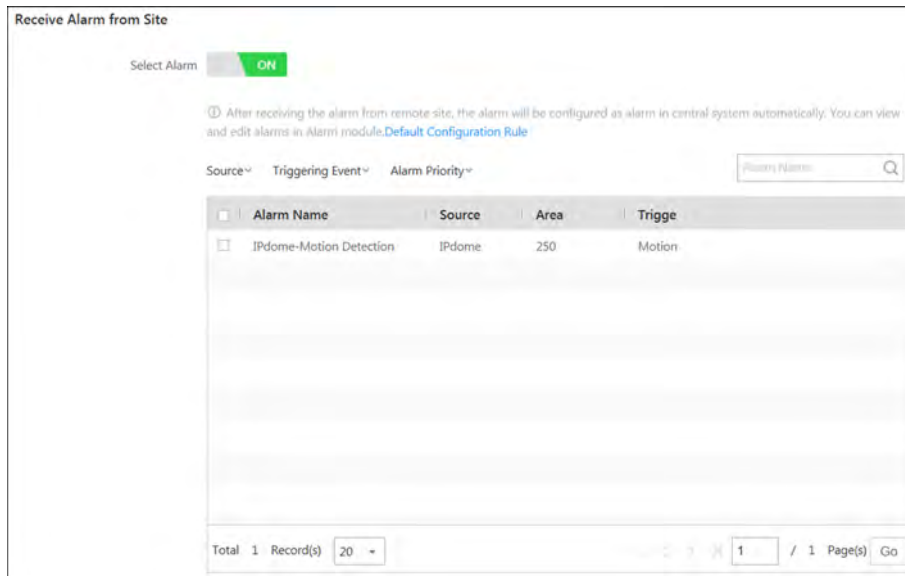 Receive Alarm from Site
Select Alarm ON
After receiving the alarm from remote site, the alarm will be configured as alarm in central system automatically. You can view
and edit alarms in Alarm module.Default Configuration Rule
Source Triggering Event Alarm Priority Alarm Name
Alarm Name Source Area Trigge
IPdome-Motion Detection IPdome 250 Motion
Total 1 Record(s) 20 1 / 1 Page(s) Go